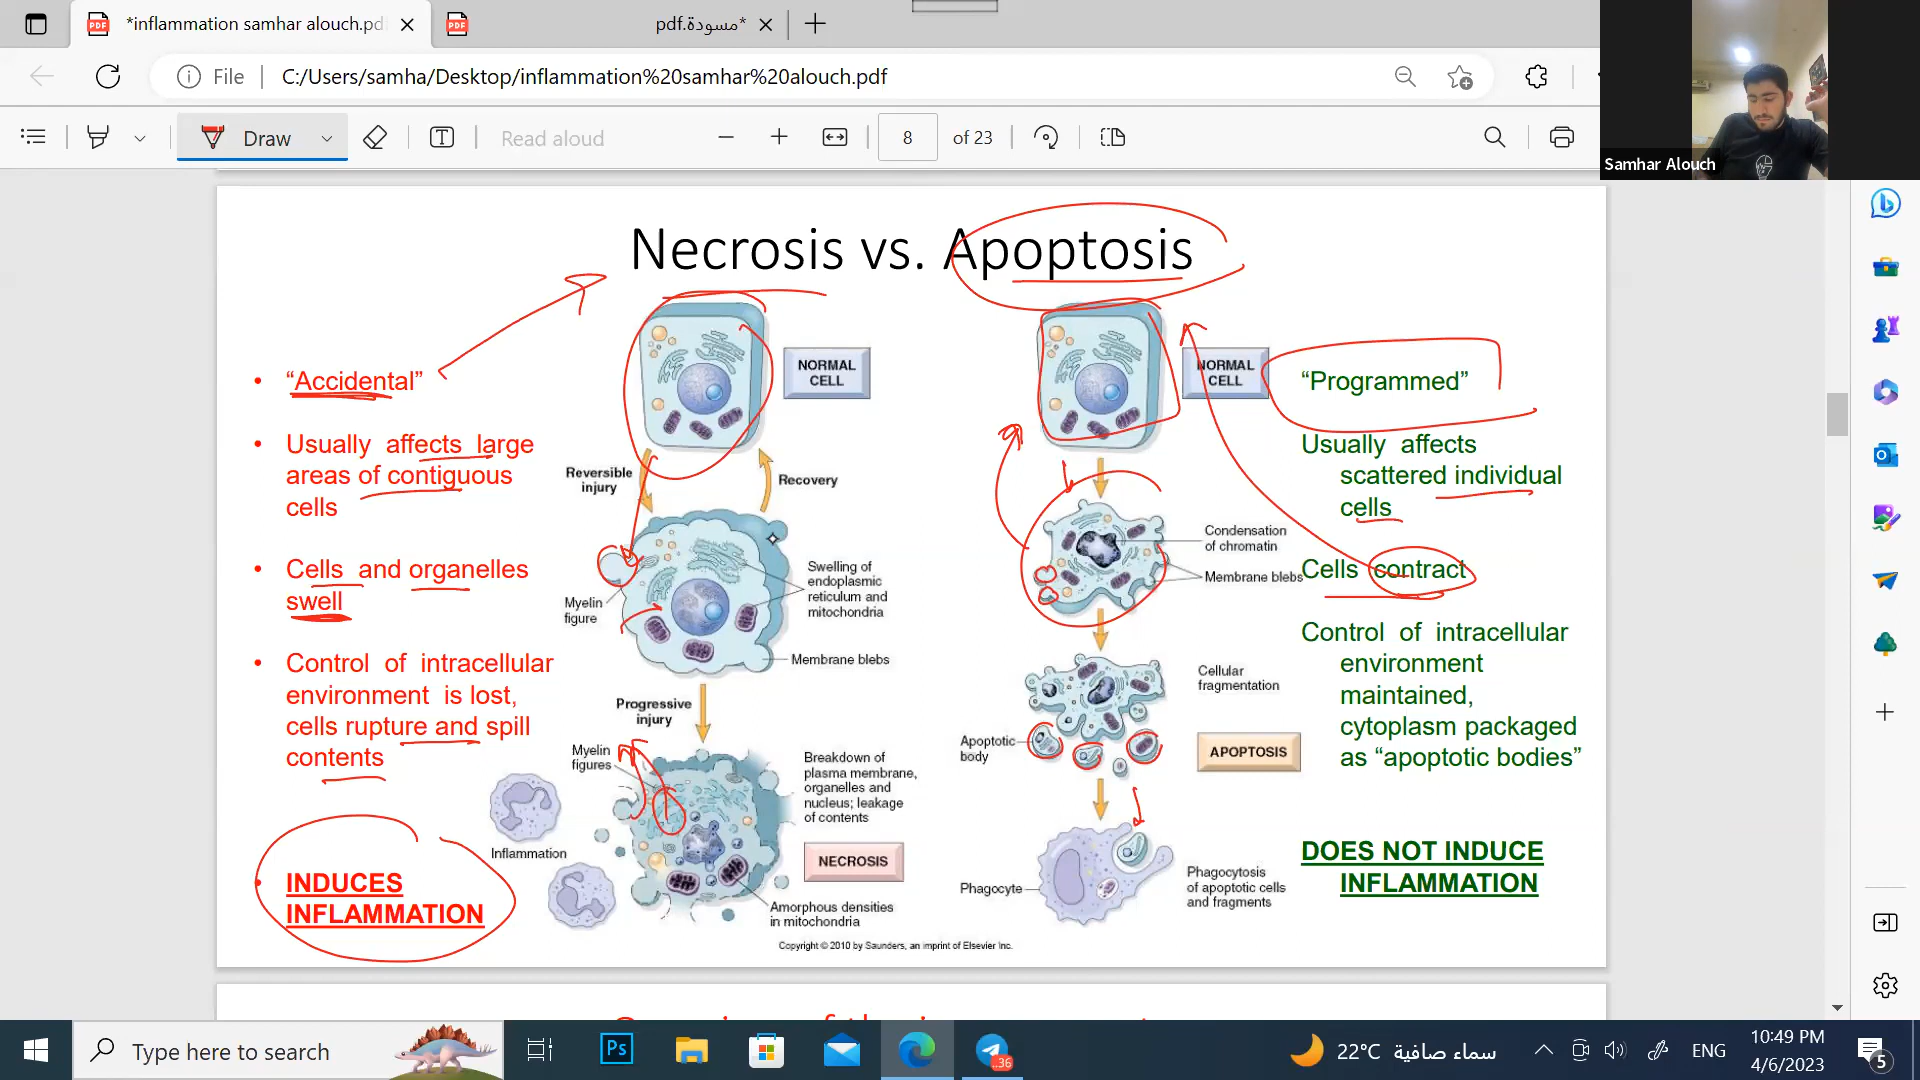 *inflammation samhar alouch.pd
*مسودة.pdf
File
C:/Users/samha/Desktop/inflammation%20samhar%20alouch.pdf
Draw
Read aloud
8
of 23
Samhar Alouch
Necrosis vs. Apoptosis
• “Accidental”
• Usually affects large
areas of contiguous
cells
• Cells and organelles
swell
• Control of intracellular
environment is lost,
cells rupture and spill
contents
• INDUCES
INFLAMMATION
NORMAL
CELL
Reversible
injury
Recovery
Swelling of
endoplasmic
reticulum and
mitochondria
Myelin
figure
Membrane blebs
Progressive
injury
Myelin
figures
Breakdown of
plasma membrane,
organelles and
nucleus; leakage
of contents
Inflammation
NECROSIS
Amorphous densities
in mitochondria
NORMAL
CELL
Condensation
of chromatin
Membrane blebs
Cellular
fragmentation
Apoptotic
body
APOPTOSIS
Phagocyte
Phagocytosis
of apoptotic cells
and fragments
Copyright © 2010 by Saunders, an imprint of Elsevier Inc.
“Programmed”
Usually affects
scattered individual
cells
Cells contract
Control of intracellular
environment
maintained,
cytoplasm packaged
as “apoptotic bodies”
DOES NOT INDUCE
INFLAMMATION
Type here to search
Ps
..36
22°C سماء صافية
ENG
10:49 PM
4/6/2023
5